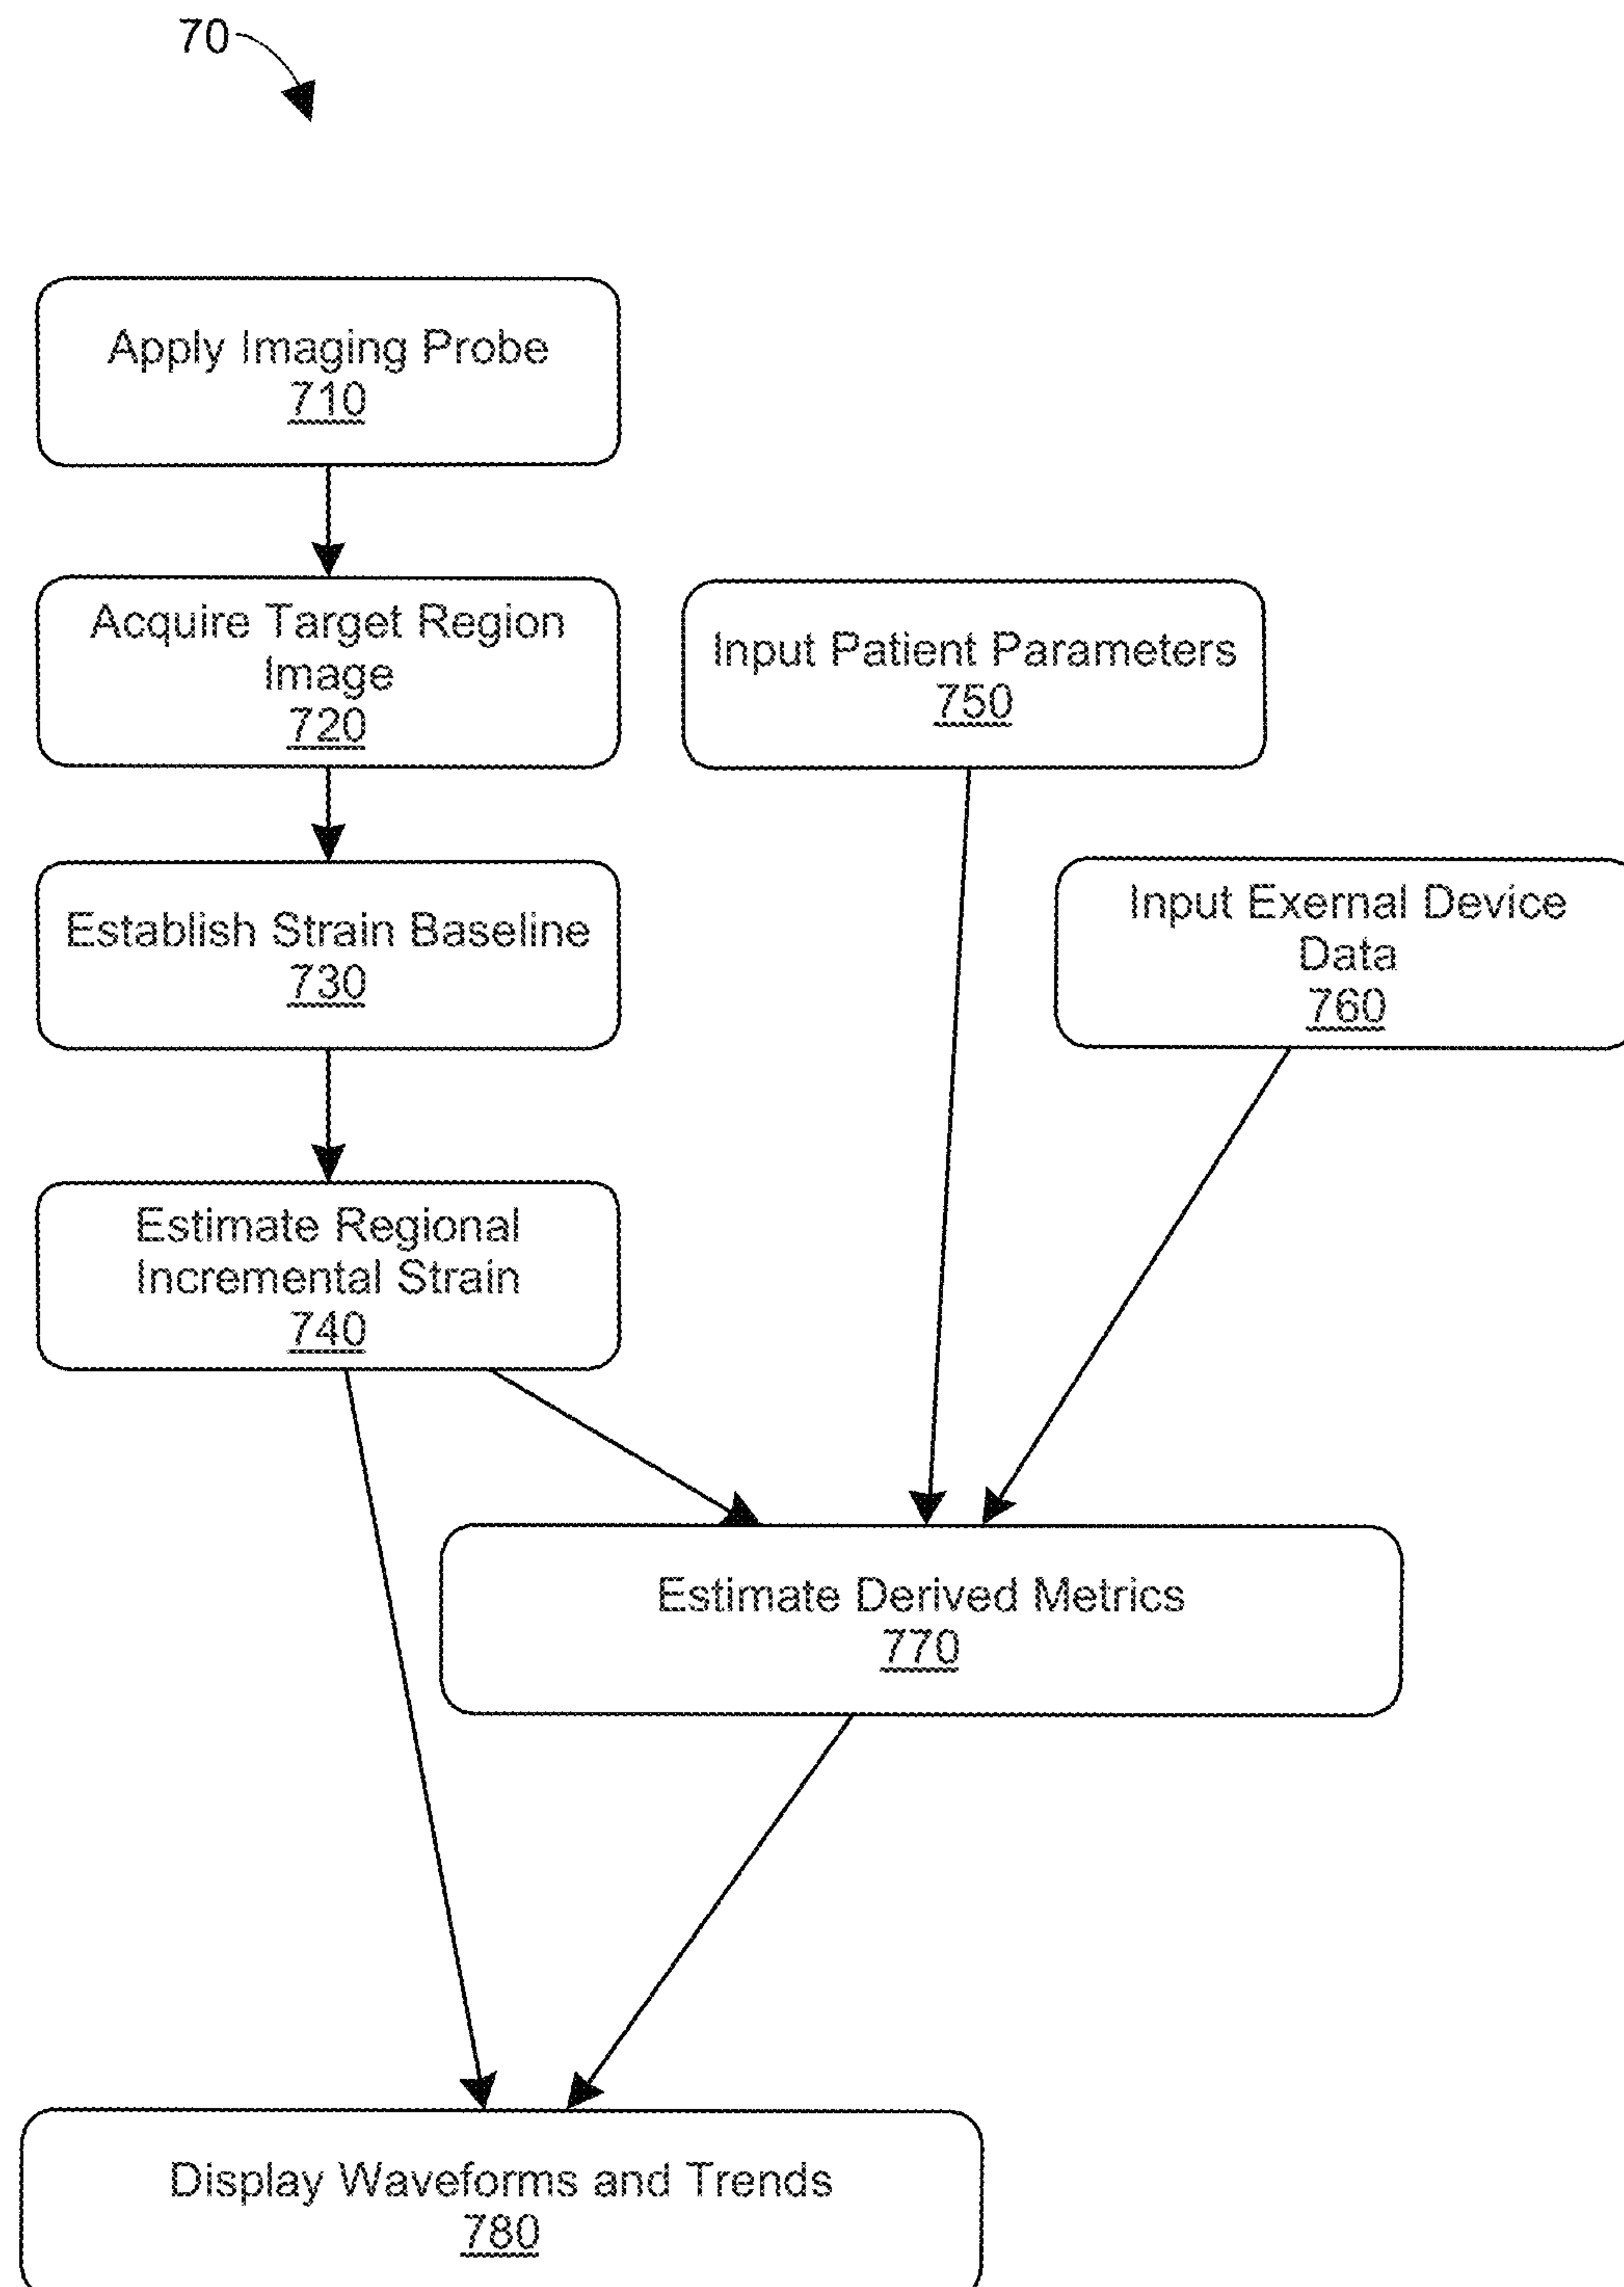 70
Apply Imaging Probe
710
Acquire Target Region
Image
720
Input Patient Parameters
750
Establish Strain Baseline
730
Input Exernal Device
Data
760
Estimate Regional
Incremental Strain
740
Estimate Derived Metrics
770
Display Waveforms and Trends
780